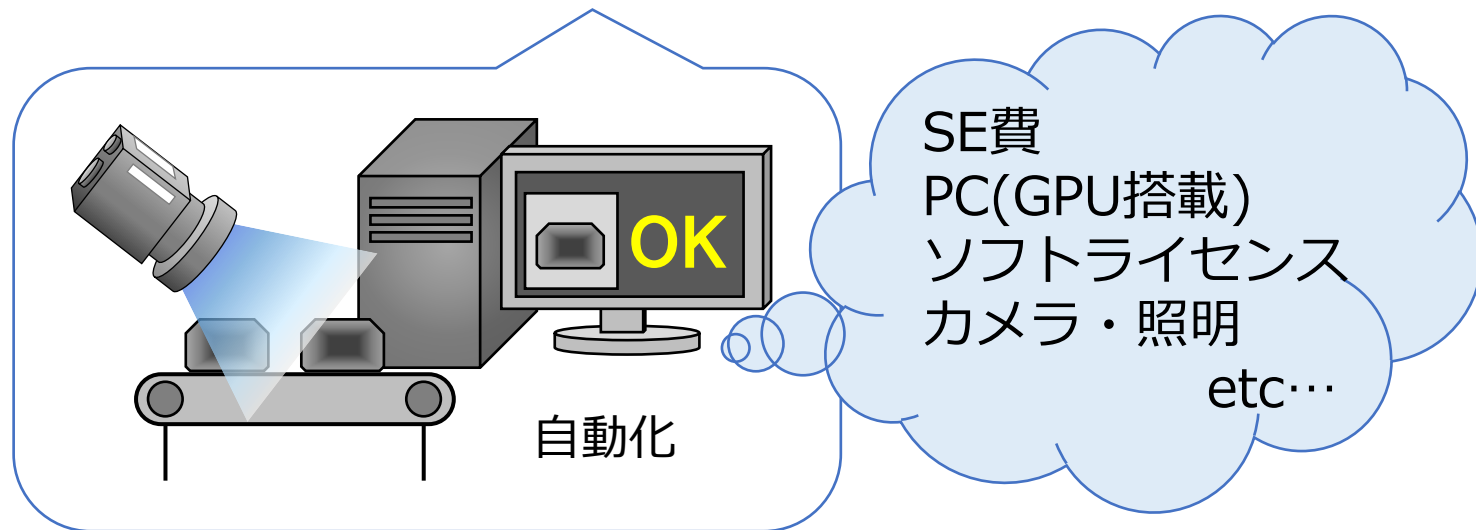 OK
自動化
SE費
PC(GPU搭載)
ソフトライセンス
カメラ・照明
etc…